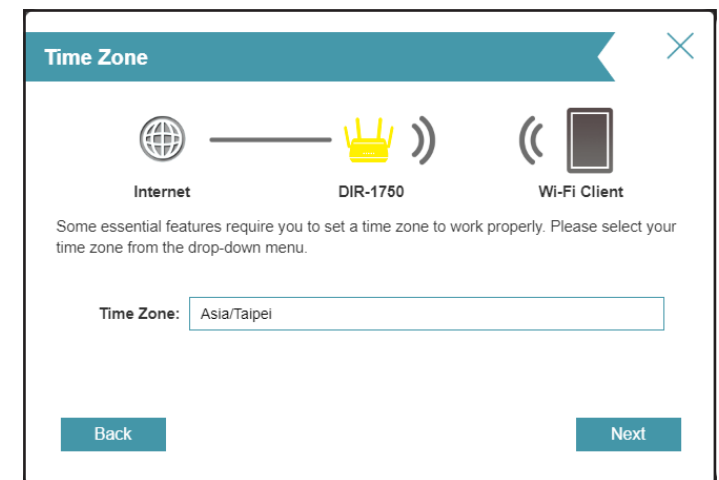 Time Zone
Internet
DIR-1750
Wi-Fi Client
Some essential features require you to set a time zone to work properly. Please select your
time zone from the drop-down menu.
Time Zone:
Asia/Taipei
Back
Next